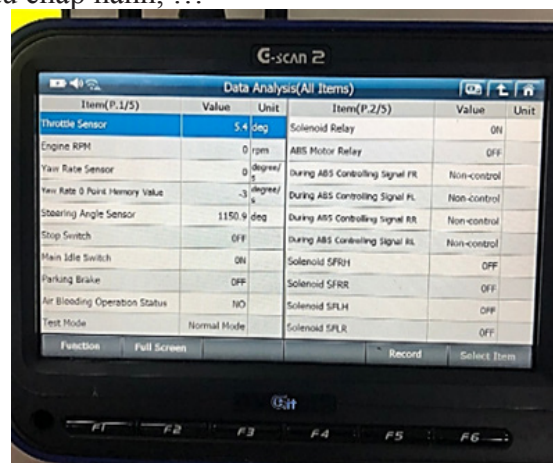 G-scan 2
Data Analysis(All Items)
Item(P.1/5) Value Unit Item(P.2/5) Value Unit
Throttle Sensor 5.4 deg Solenoid Relay ON
Engine RPM 0 rpm ABS Motor Relay OFF
Yaw Rate Sensor 0 degree/s During ABS Controlling Signal FR Non-control
Yaw Rate 0 Point Memory Value -3 degree/s During ABS Controlling Signal FL Non-control
Steering Angle Sensor 1150.9 deg During ABS Controlling Signal RR Non-control
Stop Switch OFF During ABS Controlling Signal RL Non-control
Main Idle Switch ON Solenoid SFRH OFF
Parking Brake OFF Solenoid SFRR OFF
Air Bleeding Operation Status NO Solenoid SFLH OFF
Test Mode Normal Mode Solenoid SFLR OFF
Function Full Screen Record Select Item
Git
F1 F2 F3 F4 F5 F6